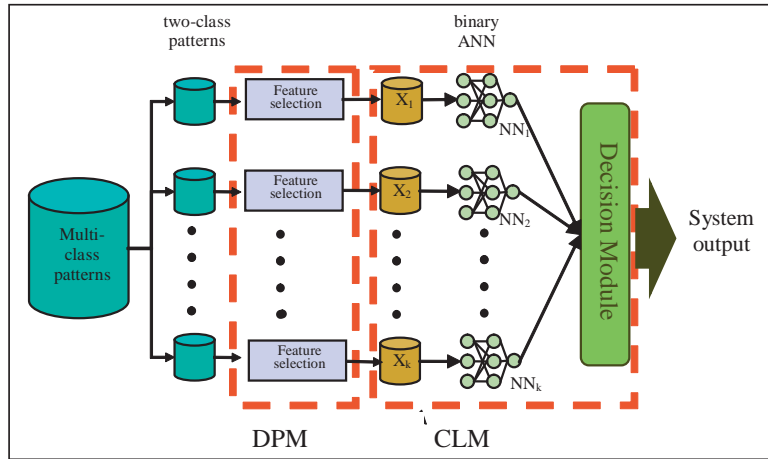 two-class
patterns
binary
ANN
Feature
selection
X1
NN1
Feature
selection
X2
NN2
Multi-
class
patterns
Decision Module
System
output
Feature
selection
Xk
NNk
DPM
CLM